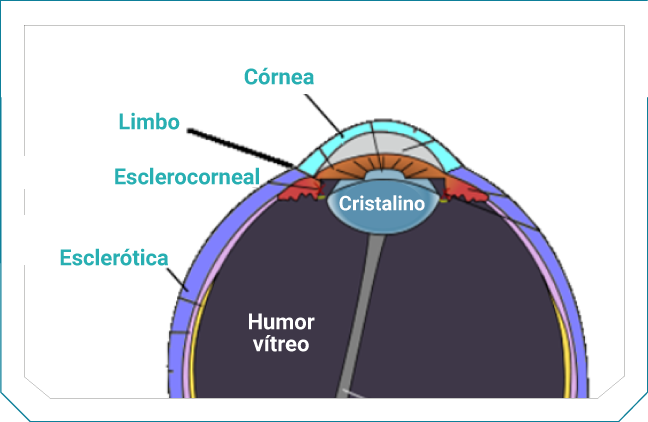 Córnea
Limbo
Esclerocorneal
Cristalino
Esclerótica
Humor
vítreo